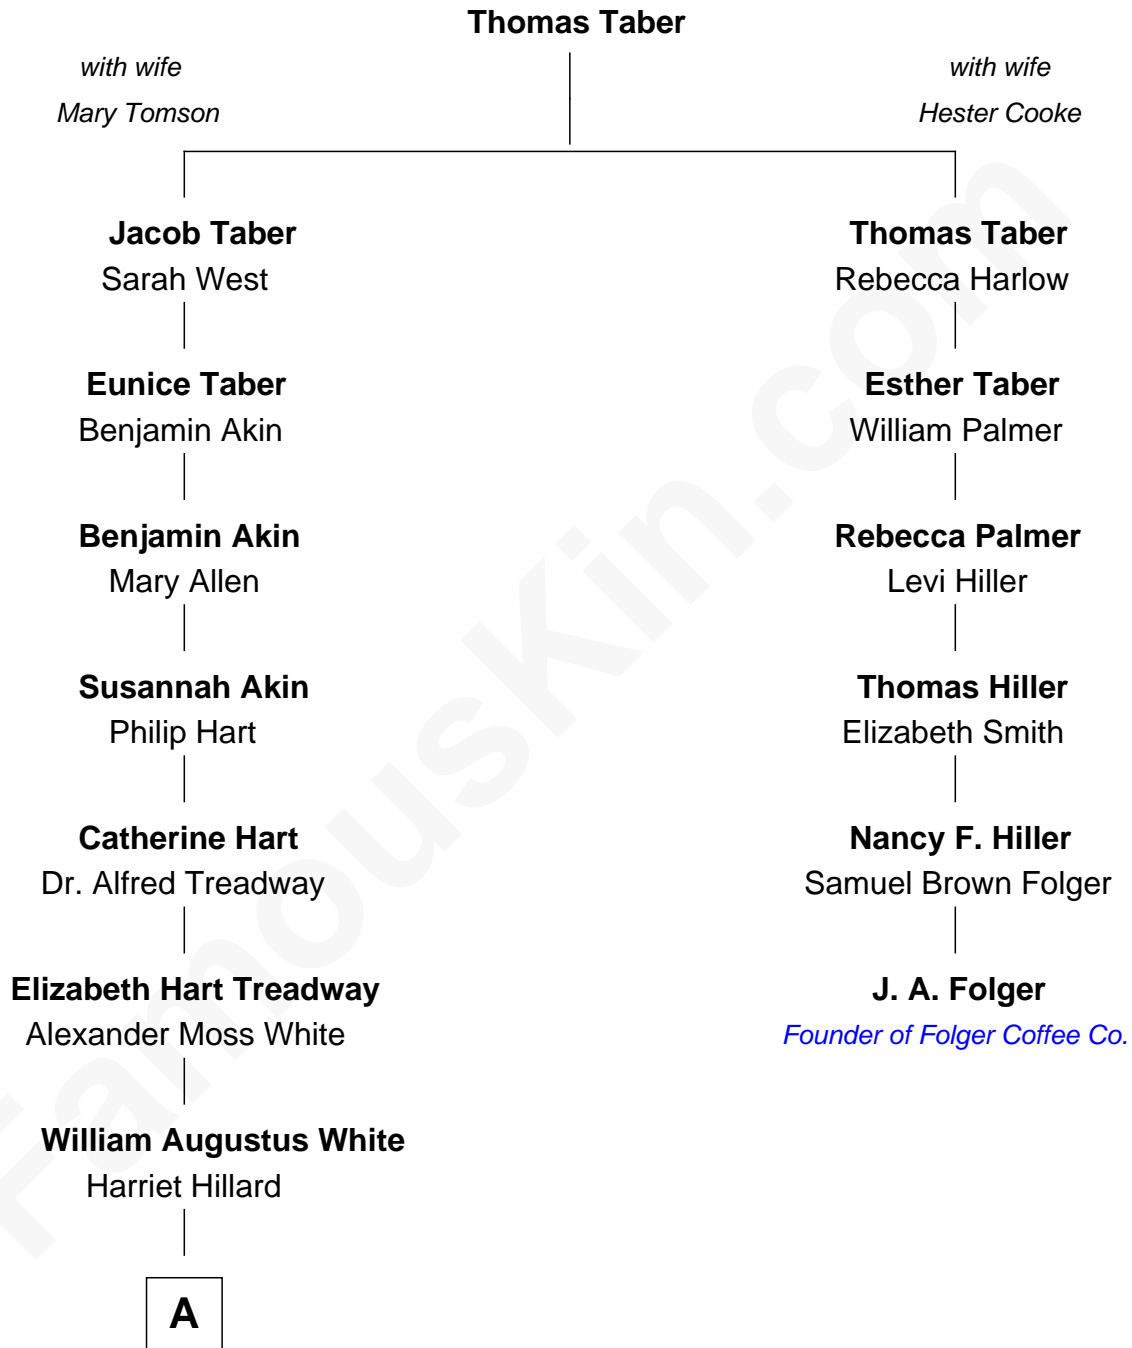 Thomas Taber
with wife
Mary Tomson
with wife
Hester Cooke
Jacob Taber
Sarah West
Thomas Taber
Rebecca Harlow
Eunice Taber
Benjamin Akin
Esther Taber
William Palmer
Benjamin Akin
Mary Allen
Rebecca Palmer
Levi Hiller
Susannah Akin
Philip Hart
Thomas Hiller
Elizabeth Smith
Catherine Hart
Dr. Alfred Treadway
Nancy F. Hiller
Samuel Brown Folger
Elizabeth Hart Treadway
Alexander Moss White
J. A. Folger
Founder of Folger Coffee Co.
William Augustus White
Harriet Hillard
A
FamousKin.com